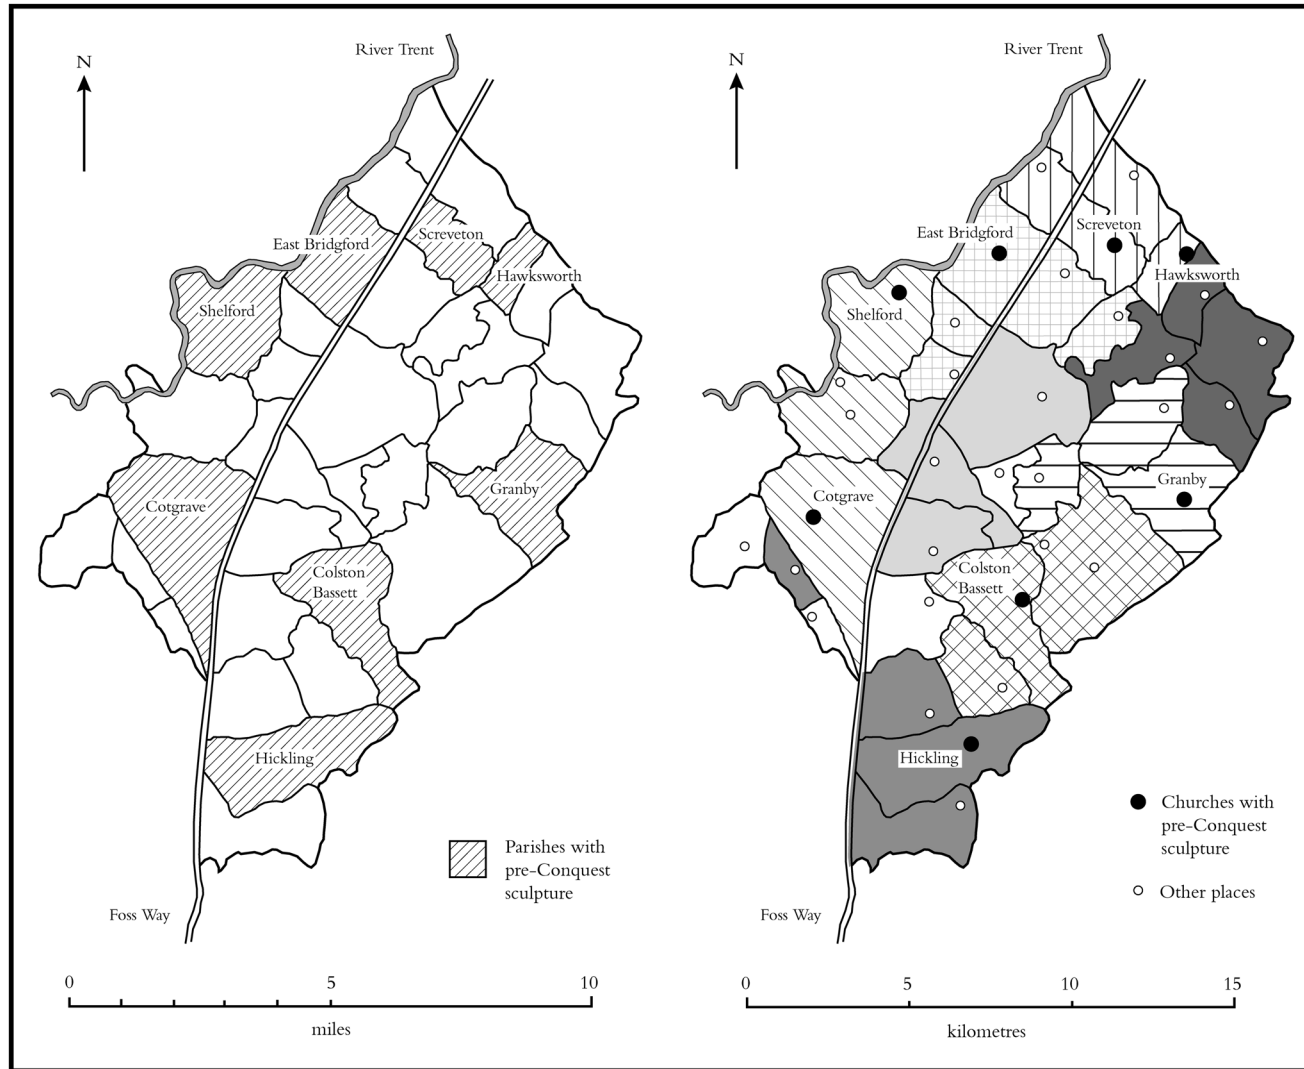 River Trent
N
East Bridgford
Screveton
Hawksworth
Shelford
Cotgrave
Granby
Colston
Bassett
Hickling
Parishes with
pre-Conquest
sculpture
Foss Way
0 5 10
miles
River Trent
N
East Bridgford
Screveton
Hawksworth
Shelford
Cotgrave
Granby
Colston
Bassett
Hickling
Churches with
pre-Conquest
sculpture
Other places
Foss Way
0 5 10 15
kilometres